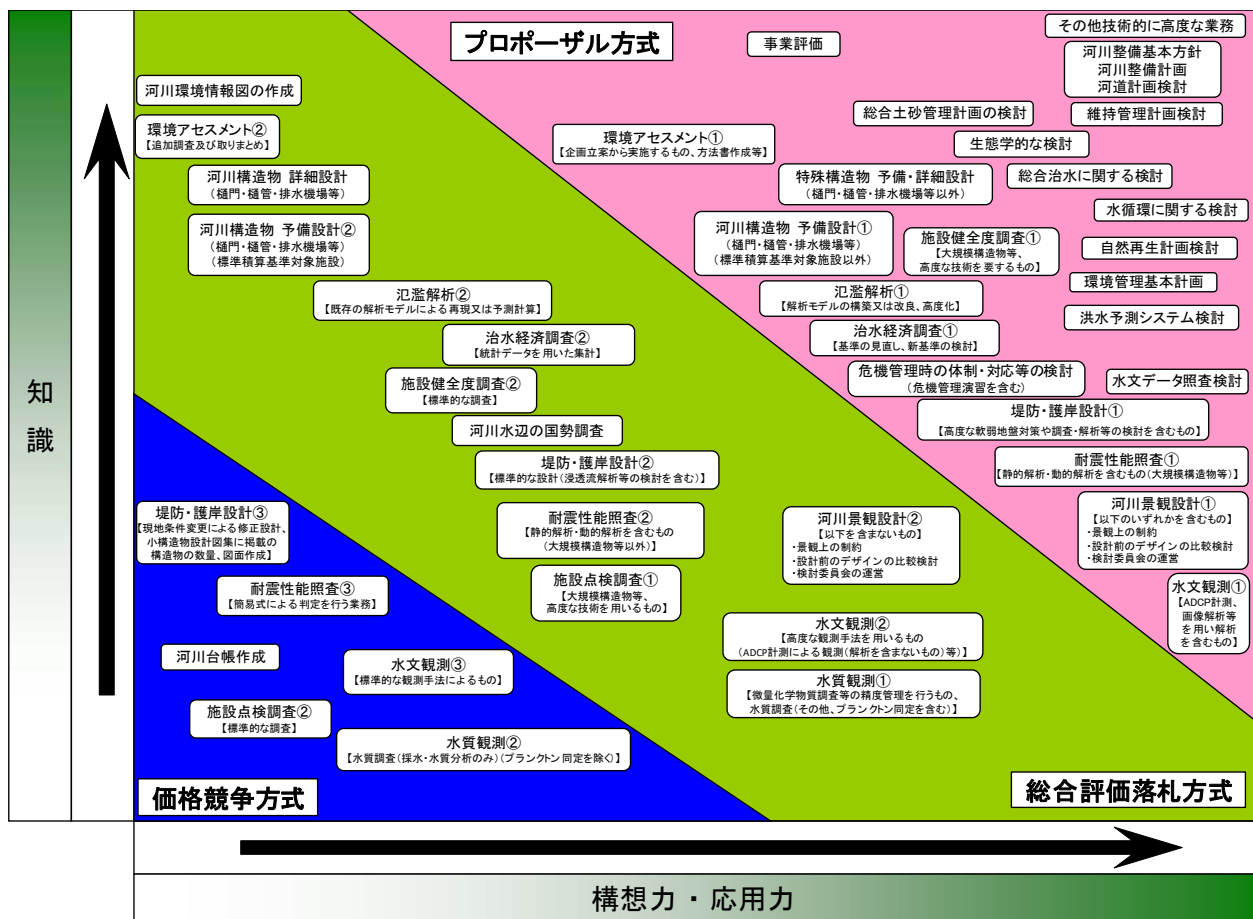 プロポーザル方式
事業評価
その他技術的に高度な業務
河川整備基本方針
河川整備計画
河道計画検討
河川環境情報図の作成
総合土砂管理計画の検討
維持管理計画検討
環境アセスメント②
【追加調査及び取りまとめ】
環境アセスメント①
【企画立案から実施するもの、方法書作成等】
生態学的な検討
河川構造物 詳細設計
(樋門・樋管・排水機場等)
特殊構造物 予備・詳細設計
(樋門・樋管・排水機場等以外)
総合治水に関する検討
水循環に関する検討
河川構造物 予備設計②
(樋門・樋管・排水機場等)
(標準積算基準対象施設)
河川構造物 予備設計①
(樋門・樋管・排水機場等)
(標準積算基準対象施設以外)
施設健全度調査①
【大規模構造物等、
高度な技術を要するもの】
自然再生計画検討
環境管理基本計画
氾濫解析②
【既存の解析モデルによる再現又は予測計算】
氾濫解析①
【解析モデルの構築又は改良、高度化】
洪水予測システム検討
治水経済調査②
【統計データを用いた集計】
治水経済調査①
【基準の見直し、新基準の検討】
施設健全度調査②
【標準的な調査】
危機管理時の体制・対応等の検討
(危機管理演習を含む)
水文データ照査検討
河川水辺の国勢調査
堤防・護岸設計①
【高度な軟弱地盤対策や調査・解析等の検討を含むもの】
堤防・護岸設計②
【標準的な設計(浸透流解析等の検討を含む)】
耐震性能照査①
【静的解析・動的解析を含むもの(大規模構造物等)】
堤防・護岸設計③
【現地条件変更による修正設計、
小構造物設計図集に掲載の
構造物の数量、図面作成】
耐震性能照査②
【静的解析・動的解析を含むもの
(大規模構造物等以外)】
河川景観設計②
【以下を含まないもの】
・景観上の制約
・設計前のデザインの比較検討
・検討委員会の運営
河川景観設計①
【以下のいずれかを含むもの】
・景観上の制約
・設計前のデザインの比較検討
・検討委員会の運営
耐震性能照査③
【簡易式による判定を行う業務】
施設点検調査①
【大規模構造物等、
高度な技術を用いるもの】
水文観測①
【ADCP計測、
画像解析等
を用い解析
を含むもの】
河川台帳作成
水文観測③
【標準的な観測手法によるもの】
水文観測②
【高度な観測手法を用いるもの
(ADCP計測による観測(解析を含まないもの)等)】
水質観測①
【微量化学物質調査等の精度管理を行うもの、
水質調査(その他、プランクトン同定を含む)】
施設点検調査②
【標準的な調査】
水質観測②
【水質調査(採水・水質分析のみ)(プランクトン同定を除く)】
価格競争方式
総合評価落札方式
知識
構想力・応用力